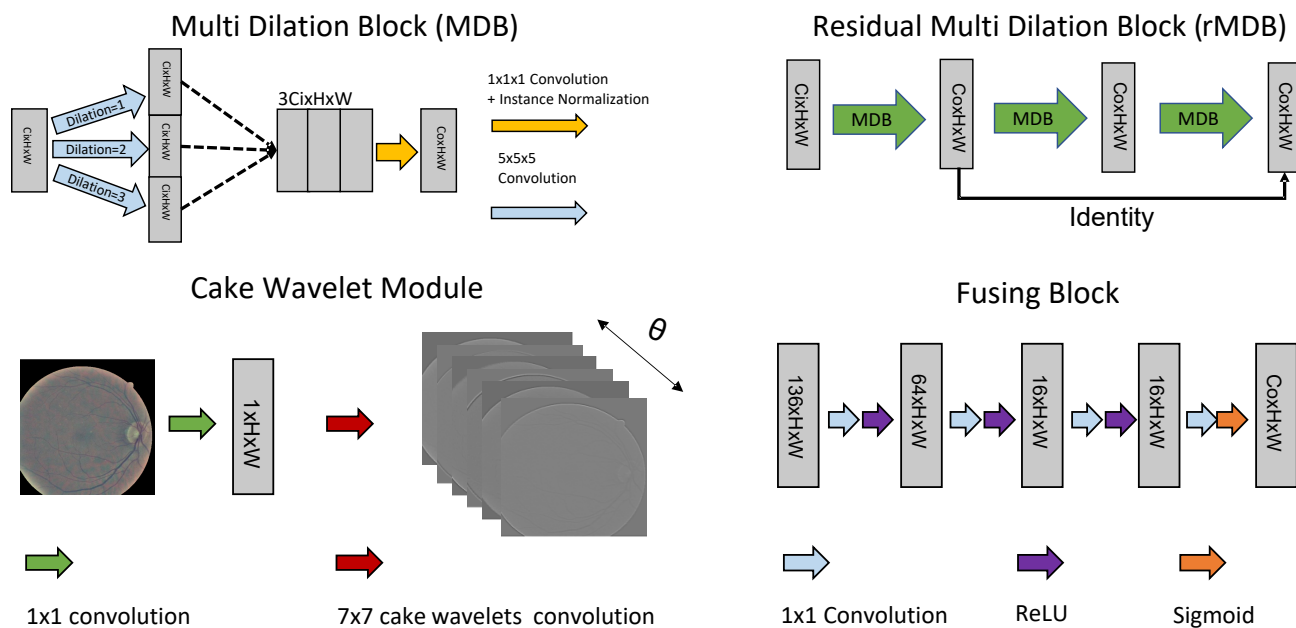 Multi Dilation Block (MDB)
CixHxW
Dilation=1
Dilation=2
Dilation=3
CixHxW
CixHxW
CixHxW
3CixHxW
CoxHxW
1x1x1 Convolution
+ Instance Normalization
5x5x5
Convolution
Residual Multi Dilation Block (rMDB)
CixHxW
MDB
CoxHxW
MDB
CoxHxW
MDB
CoxHxW
Identity
Cake Wavelet Module
1xHxW
θ
1x1 convolution
7x7 cake wavelets convolution
Fusing Block
136xHxW
64xHxW
16xHxW
16xHxW
CoxHxW
1x1 Convolution
ReLU
Sigmoid